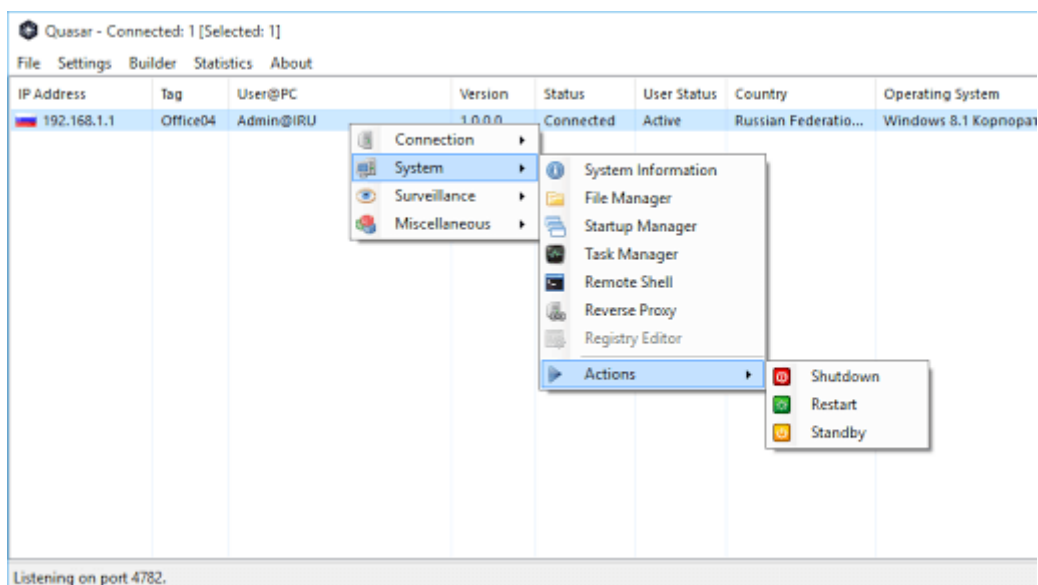 Quasar - Connected: 1 [Selected: 1]
File Settings Builder Statistics About
IP Address Tag User@PC Version Status User Status Country Operating System
192.168.1.1 Office04 Admin@IRU 1.0.0.0 Connected Active Russian Federatio... Windows 8.1 Корпорат
Connection
System
Surveillance
Miscellaneous
System Information
File Manager
Startup Manager
Task Manager
Remote Shell
Reverse Proxy
Registry Editor
Actions
Shutdown
Restart
Standby
Listening on port 4782.